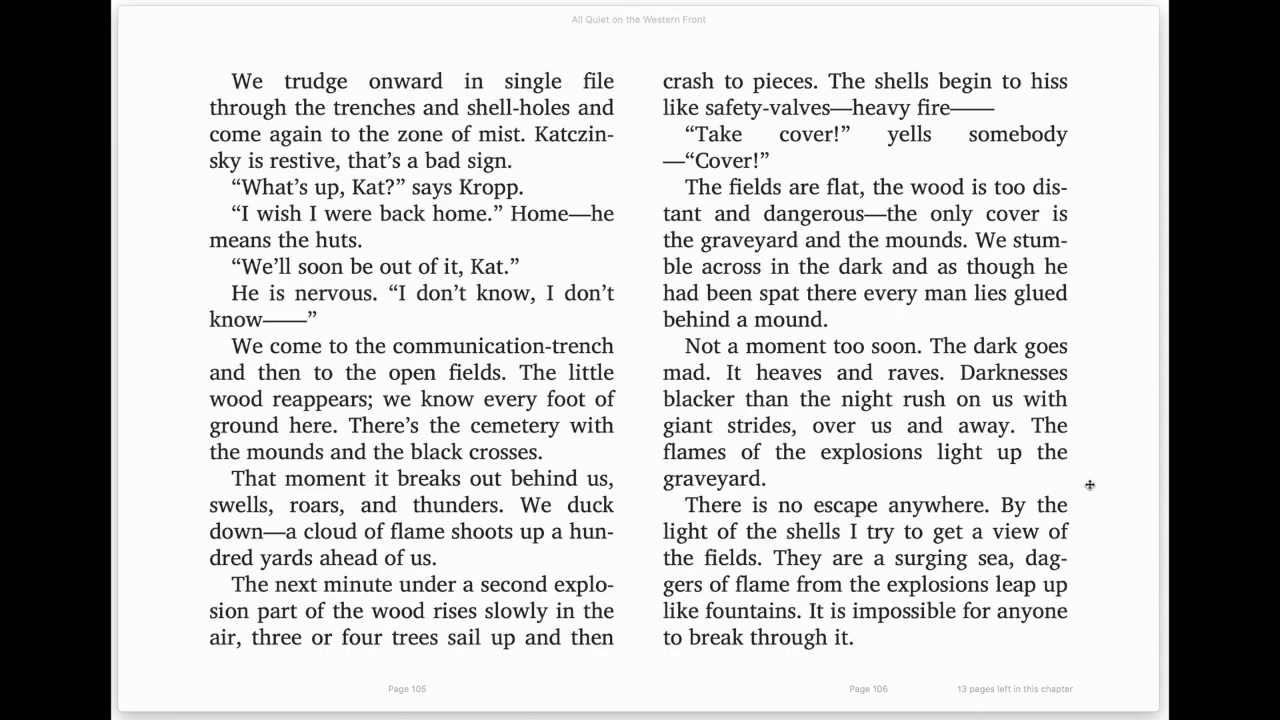 All Quiet on the Western Front
We trudge onward in single file
through the trenches and shell-holes and
come again to the zone of mist. Katczin-
sky is restive, that’s a bad sign.
“What’s up, Kat?” says Kropp.
“I wish I were back home.” Home—he
means the huts.
“We’ll soon be out of it, Kat.”
He is nervous. “I don’t know, I don’t
know——”
We come to the communication-trench
and then to the open fields. The little
wood reappears; we know every foot of
ground here. There’s the cemetery with
the mounds and the black crosses.
That moment it breaks out behind us,
swells, roars, and thunders. We duck
down—a cloud of flame shoots up a hun-
dred yards ahead of us.
The next minute under a second explo-
sion part of the wood rises slowly in the
air, three or four trees sail up and then
crash to pieces. The shells begin to hiss
like safety-valves—heavy fire——
“Take cover!” yells somebody
—“Cover!”
The fields are flat, the wood is too dis-
tant and dangerous—the only cover is
the graveyard and the mounds. We stum-
ble across in the dark and as though he
had been spat there every man lies glued
behind a mound.
Not a moment too soon. The dark goes
mad. It heaves and raves. Darknesses
blacker than the night rush on us with
giant strides, over us and away. The
flames of the explosions light up the
graveyard.
There is no escape anywhere. By the
light of the shells I try to get a view of
the fields. They are a surging sea, dag-
gers of flame from the explosions leap up
like fountains. It is impossible for anyone
to break through it.
Page 105
Page 106
13 pages left in this chapter